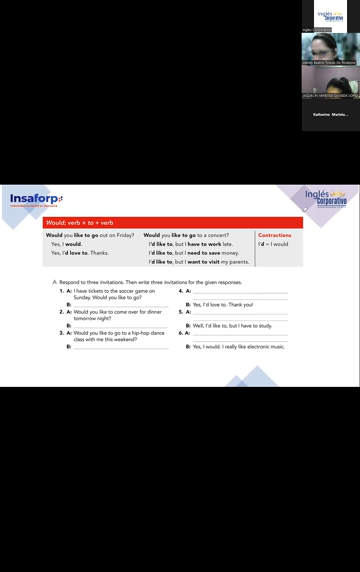 Inglés
Corporativo
Inglés Corporativo
Katherine Marisela...
Insaforp
Inglés
Corporativo
Would; verb + to + verb
Would you like to go out on Friday?
Yes, I would.
Yes, I'd love to. Thanks.
Would you like to go to a concert?
I'd like to, but I have to work late.
I'd like to, but I need to save money.
I'd like to, but I want to visit my parents.
Contractions
I'd = I would
A Respond to three invitations. Then write three invitations for the given responses.
1. A: I have tickets to the soccer game on
Sunday. Would you like to go?
B:
2. A: Would you like to come over for dinner
tomorrow night?
B:
3. A: Would you like to go to a hip-hop dance
class with me this weekend?
B:
4. A:
B: Yes, I'd love to. Thank you!
5. A:
B: Well, I'd like to, but I have to study.
6. A:
B: Yes, I would. I really like electronic music.